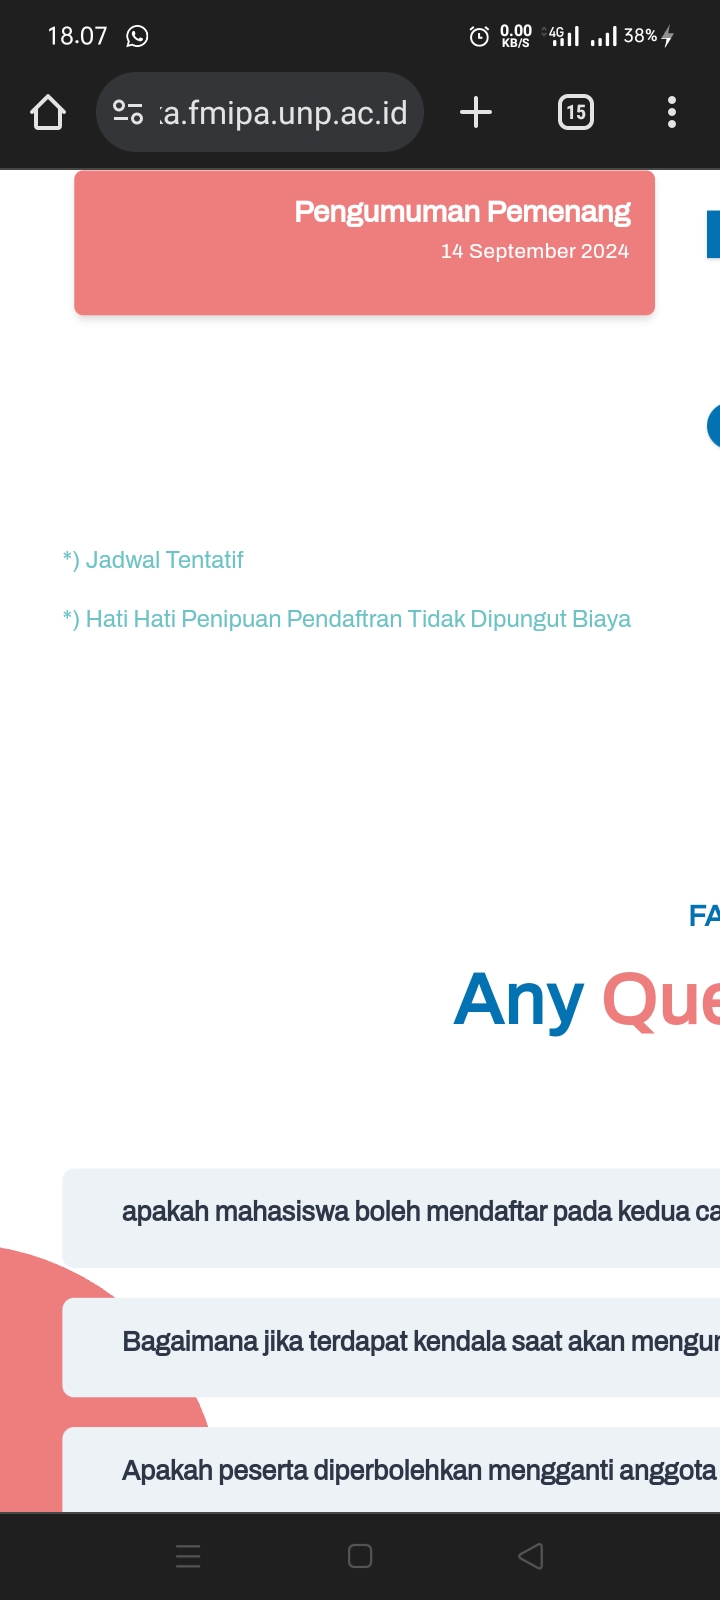 18.07
0.00
KB/S
4G
38%
a.fmipa.unp.ac.id
15
Pengumuman Pemenang
14 September 2024
*) Jadwal Tentatif
*) Hati Hati Penipuan Pendaftran Tidak Dipungut Biaya
FA
Any Que
apakah mahasiswa boleh mendaftar pada kedua ca
Bagaimana jika terdapat kendala saat akan mengun
Apakah peserta diperbolehkan mengganti anggota